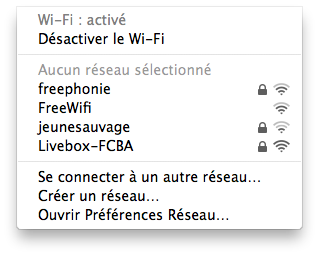 Wi-Fi : activé
Désactiver le Wi-Fi
Aucun réseau sélectionné
freephonie
FreeWifi
jeunesauvage
Livebox-FCBA
Se connecter à un autre réseau...
Créer un réseau...
Ouvrir Préférences Réseau...